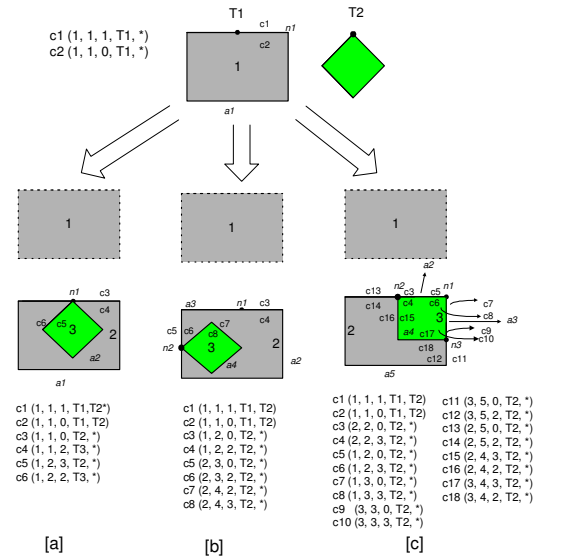 T1
T2
c1
n1
c1 (1, 1, 1, T1, *)
c2
c2 (1, 1, 0, T1, *)
1
a1
1
1
1
a2
n1
c3
c4
c6
c5
3
2
a2
a1
a3
n1
c3
c5
c7
c4
c6
c8
n2
3
2
a4
a2
c13
n2
c3
c5
n1
c14
c4
c6
c7
c16
c15
3
c8
a3
2
a4
c17
c9
c18
n3
c10
c12
c11
a5
c1 (1, 1, 1, T1,T2*)
c2 (1, 1, 0, T1, T2)
c3 (1, 1, 0, T2, *)
c4 (1, 1, 2, T3, *)
c5 (1, 2, 3, T2, *)
c6 (1, 2, 2, T3, *)
c1 (1, 1, 1, T1, T2)
c2 (1, 1, 0, T1, T2)
c3 (1, 2, 0, T2, *)
c4 (1, 2, 2, T2, *)
c5 (2, 3, 0, T2, *)
c6 (2, 3, 2, T2, *)
c7 (2, 4, 2, T2, *)
c8 (2, 4, 3, T2, *)
c1 (1, 1, 1, T1, T2)
c2 (1, 1, 0, T1, T2)
c3 (2, 2, 0, T2, *)
c4 (2, 2, 3, T2, *)
c5 (1, 2, 0, T2, *)
c6 (1, 2, 3, T2, *)
c7 (1, 3, 0, T2, *)
c8 (1, 3, 3, T2, *)
c9 (3, 3, 0, T2, *)
c10 (3, 3, 3, T2, *)
c11 (3, 5, 0, T2, *)
c12 (3, 5, 2, T2, *)
c13 (2, 5, 0, T2, *)
c14 (2, 5, 2, T2, *)
c15 (2, 4, 3, T2, *)
c16 (2, 4, 2, T2, *)
c17 (3, 4, 3, T2, *)
c18 (3, 4, 2, T2, *)
[a]
[b]
[c]